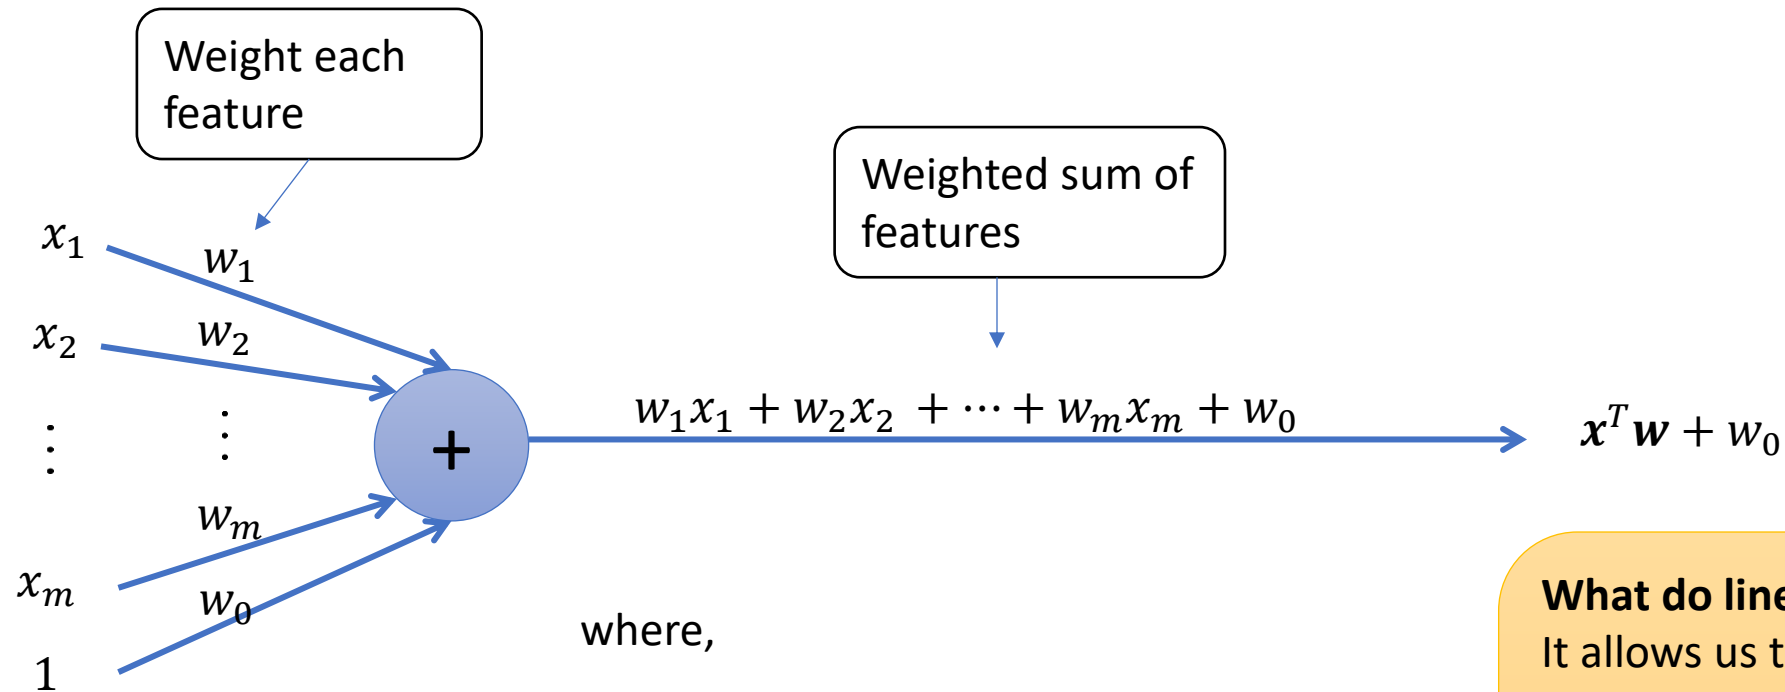 Weight each
feature
Weighted sum of
features
x₁
w₁
x₂
w₂
⋮
⋮
+
w₁x₁ + w₂x₂ + ⋯ + wₘxₘ + w₀
𝒙ᵀ𝒘 + w₀
wₘ
xₘ
w₀
1
where,
What do line
It allows us t